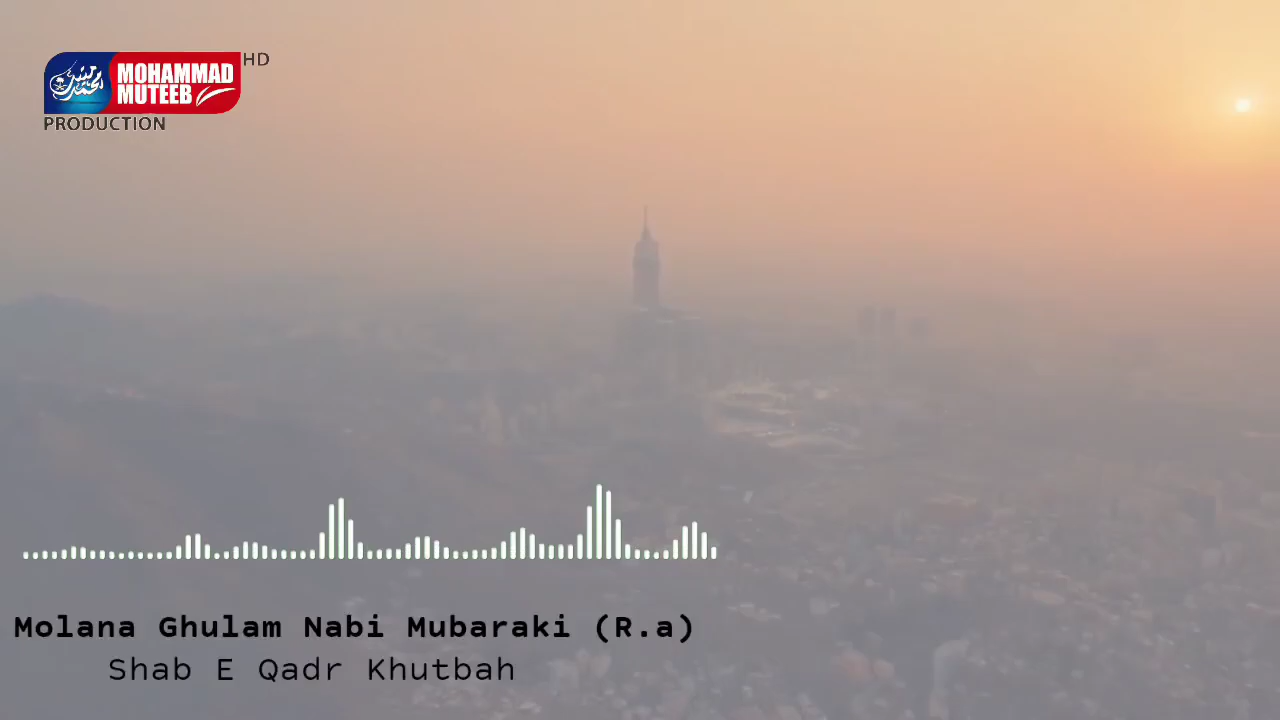 HD
MOHAMMAD
MUTEEB
PRODUCTION
Molana Ghulam Nabi Mubaraki (R.a)
Shab E Qadr Khutbah